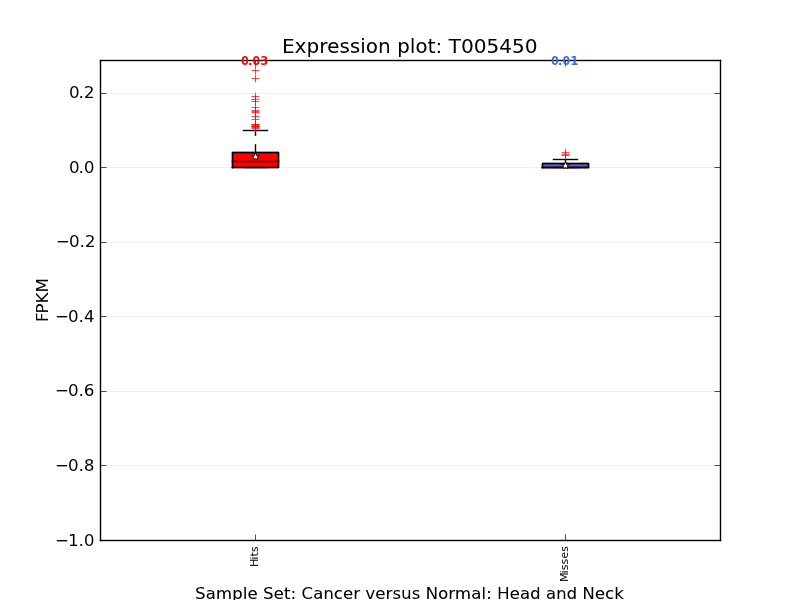 Expression plot: T005450
0.03
0.01
0.2
0.0
−0.2
−0.4
−0.6
−0.8
−1.0
FPKM
Hits
Misses
Sample Set: Cancer versus Normal: Head and Neck